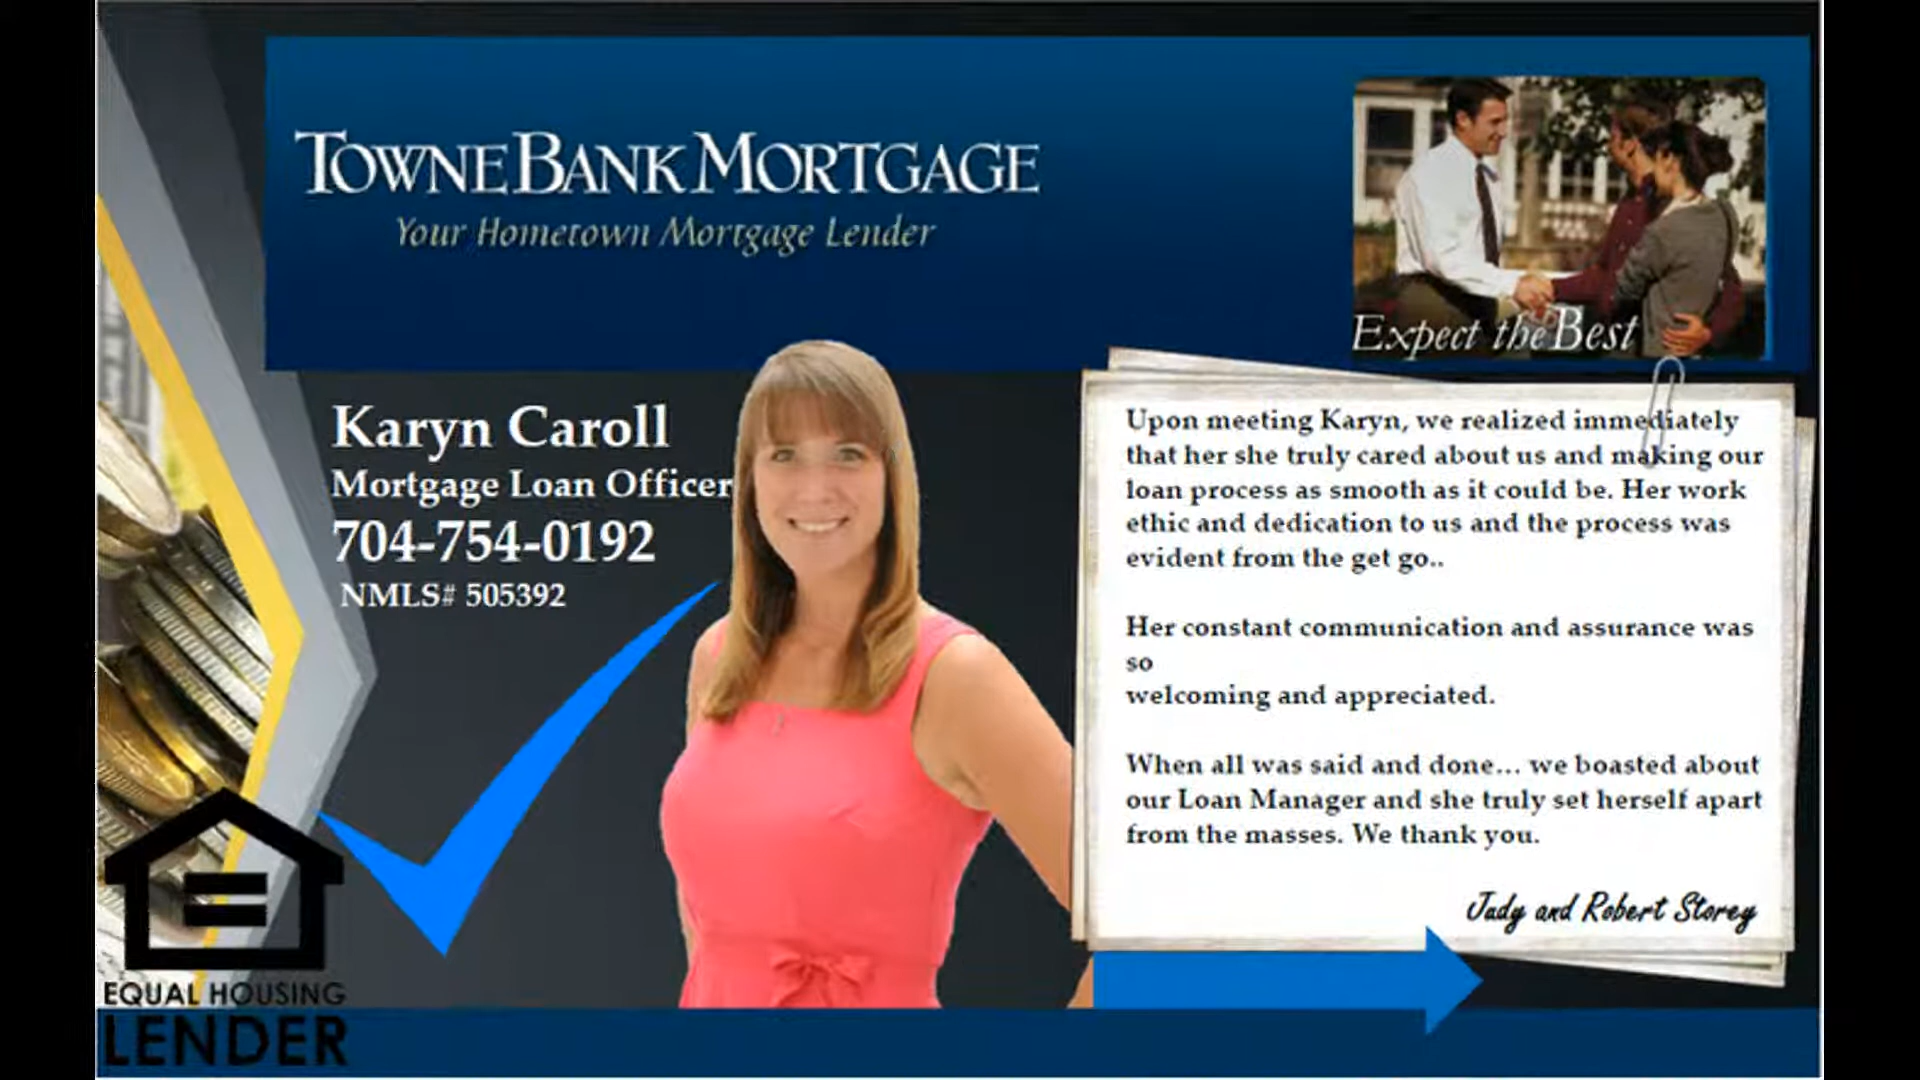 TOWNEBANK MORTGAGE
Your Hometown Mortgage Lender
Expect the Best
Karyn Caroll
Mortgage Loan Officer
704-754-0192
NMLS# 505392
Upon meeting Karyn, we realized immediately
that her she truly cared about us and making our
loan process as smooth as it could be. Her work
ethic and dedication to us and the process was
evident from the get go..
Her constant communication and assurance was
so
welcoming and appreciated.
When all was said and done... we boasted about
our Loan Manager and she truly set herself apart
from the masses. We thank you.
Judy and Robert Storey
EQUAL HOUSING
LENDER